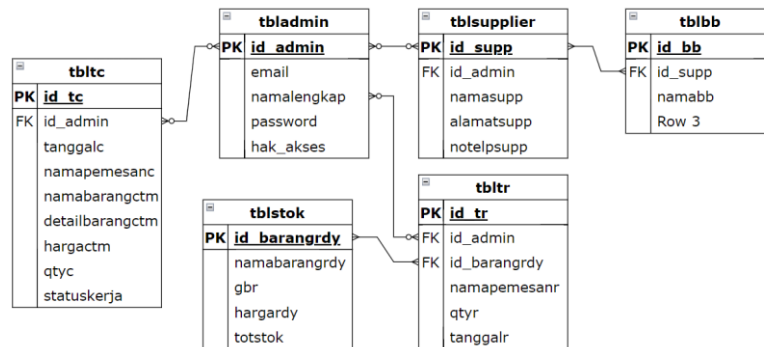 tbltc
PK id_tc
FK id_admin
tanggalc
namapemesanc
namabarangctm
detailbarangctm
hargactm
qtyc
statuskerja
tbladmin
PK id_admin
email
namalengkap
password
hak_akses
tblsupplier
PK id_supp
FK id_admin
namasupp
alamatsupp
notelpsupp
tblbb
PK id_bb
FK id_supp
namabb
Row 3
tblstok
PK id_barangrdy
namabarangrdy
gbr
hargardy
totstok
tbltr
PK id_tr
FK id_admin
FK id_barangrdy
namapemesanr
qtyr
tanggalr